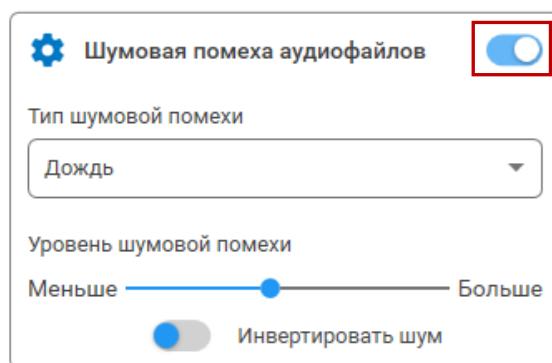 Шумовая помеха аудиофайлов
Тип шумовой помехи
Дождь
Уровень шумовой помехи
Меньше Больше
Инвертировать шум